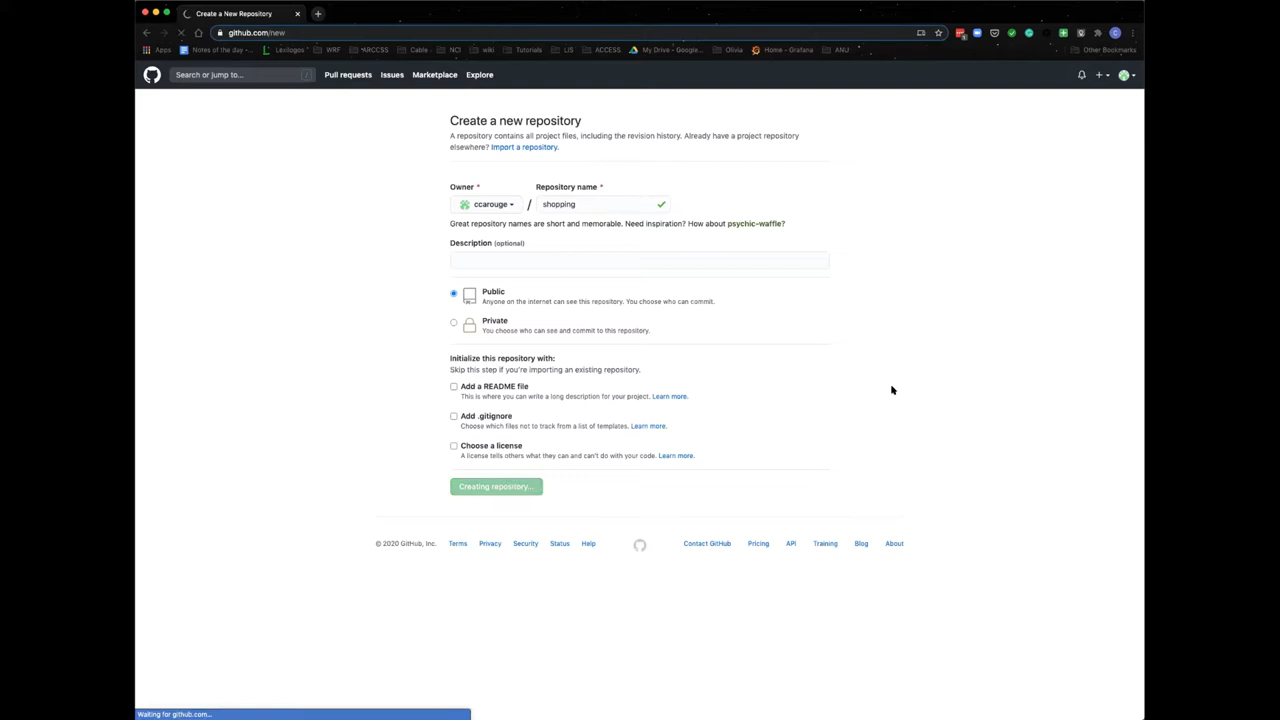 Create a New Repository
github.com/new
Apps Notes of the day -... Lexilogos WRF *ARCCSS Cable NCI wiki Tutorials LIS ACCESS My Drive - Google... Olivia Home - Grafana ANU Other Bookmarks
Search or jump to... / Pull requests Issues Marketplace Explore
Create a new repository
A repository contains all project files, including the revision history. Already have a project repository
elsewhere? Import a repository.
Owner * Repository name *
ccarouge / shopping
Great repository names are short and memorable. Need inspiration? How about psychic-waffle?
Description (optional)
Public
Anyone on the internet can see this repository. You choose who can commit.
Private
You choose who can see and commit to this repository.
Initialize this repository with:
Skip this step if you're importing an existing repository.
Add a README file
This is where you can write a long description for your project. Learn more.
Add .gitignore
Choose which files not to track from a list of templates. Learn more.
Choose a license
A license tells others what they can and can't do with your code. Learn more.
Creating repository...
© 2020 GitHub, Inc. Terms Privacy Security Status Help Contact GitHub Pricing API Training Blog About
Waiting for github.com...